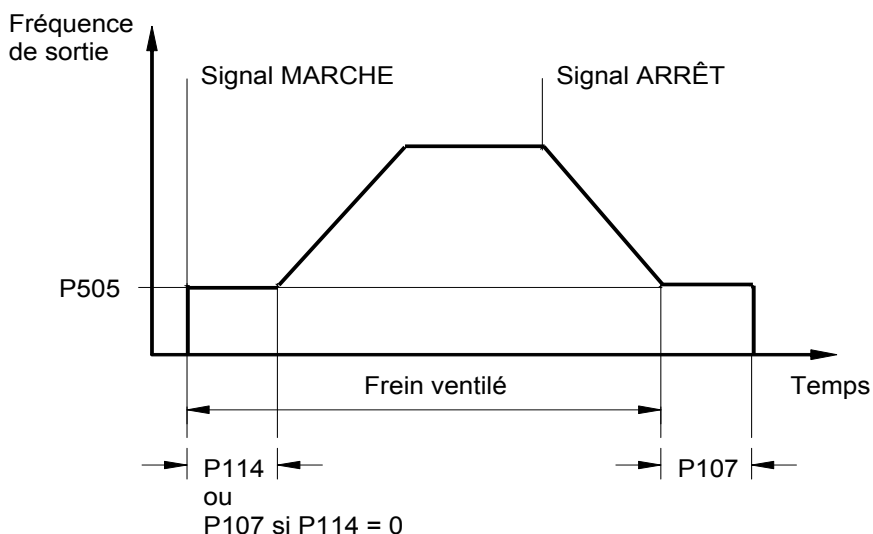 Fréquence
de sortie
Signal MARCHE
Signal ARRÊT
P505
Frein ventilé
Temps
P114
ou
P107 si P114 = 0
P107